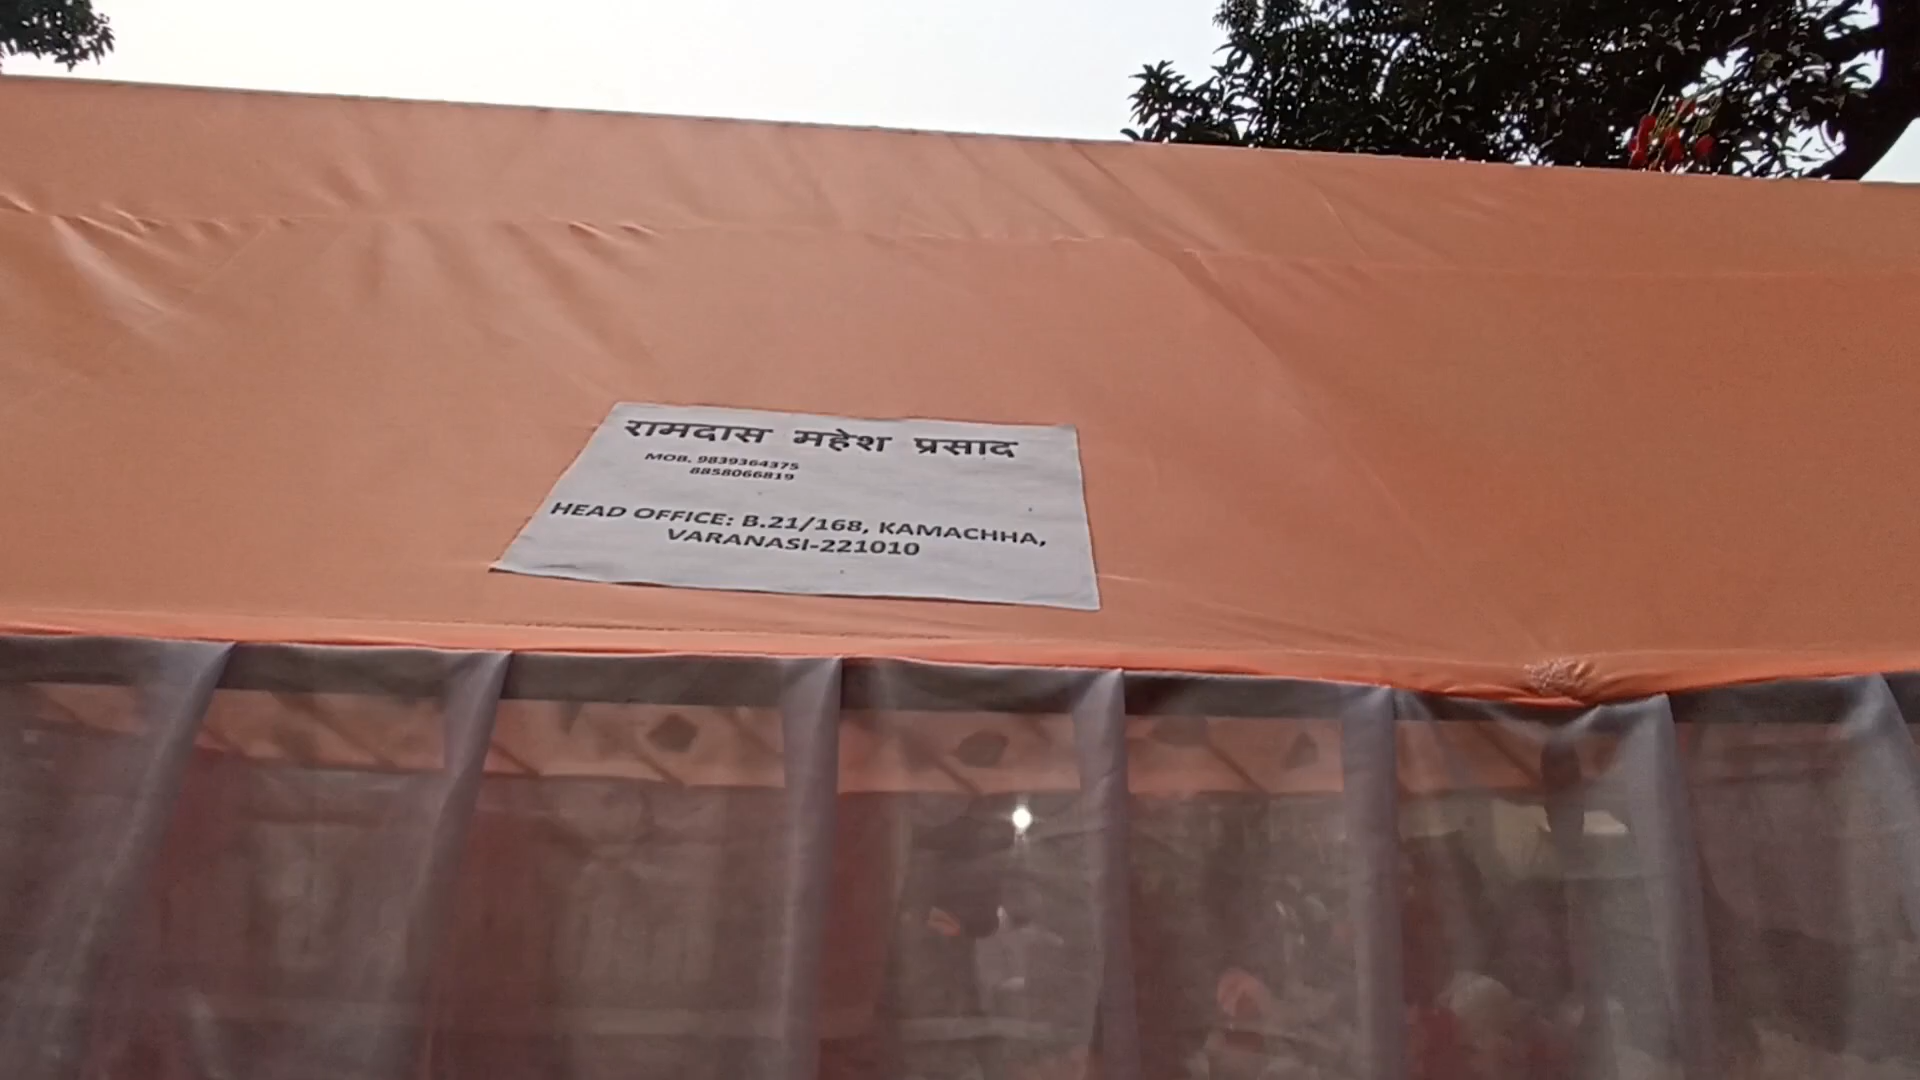 रामदास महेश प्रसाद
MOB. 9839364375
8858066819
HEAD OFFICE: B.21/168, KAMACHHA,
VARANASI-221010